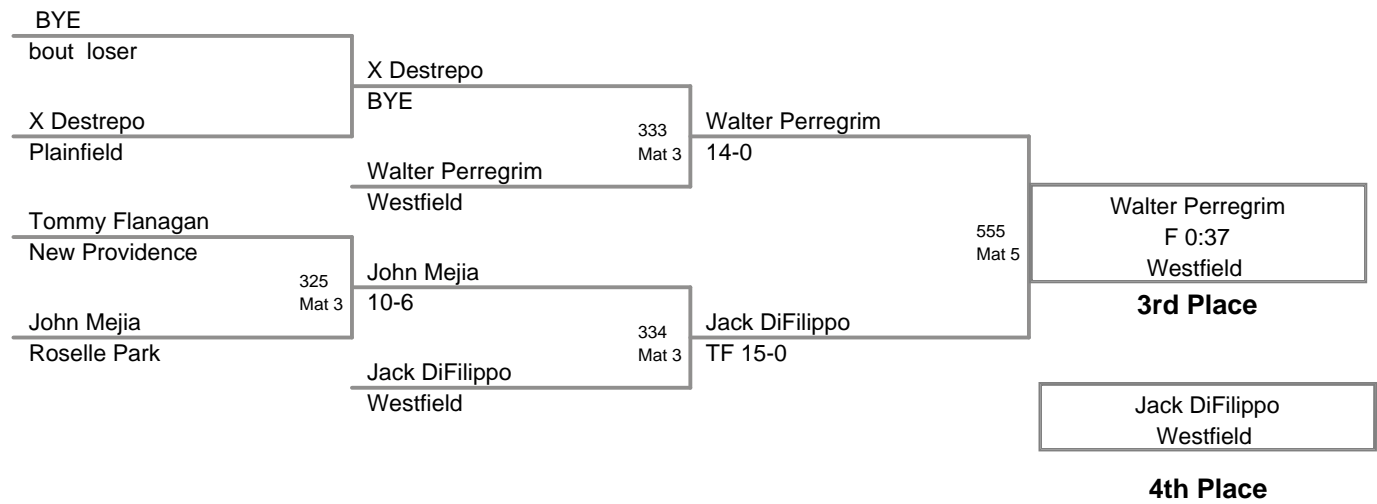 BYE
bout loser
X Destrepo
BYE
X Destrepo
Plainfield
333
Mat 3
Walter Perregrim
14-0
Walter Perregrim
Westfield
Tommy Flanagan
New Providence
325
Mat 3
John Mejia
10-6
John Mejia
Roselle Park
334
Mat 3
Jack DiFilippo
TF 15-0
Jack DiFilippo
Westfield
555
Mat 5
Walter Perregrim
F 0:37
Westfield
3rd Place
Jack DiFilippo
Westfield
4th Place